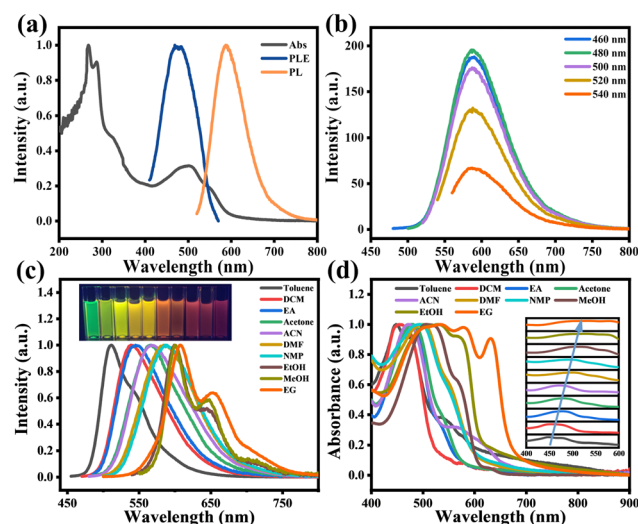 (a)
Intensity (a.u.)
1.0
0.8
0.6
0.4
0.2
0.0
Abs
PLE
PL
200 300 400 500 600 700 800
Wavelength (nm)
(b)
Intensity (a.u.)
200
150
100
50
0
460 nm
480 nm
500 nm
520 nm
540 nm
400 450 500 550 600 650 700 750 800
Wavelength (nm)
(c)
Intensity (a.u.)
1.4
1.2
1.0
0.8
0.6
0.4
0.2
0.0
Toluene
DCM
EA
Acetone
ACN
DMF
NMP
EtOH
MeOH
EG
450 550 650 750
Wavelength (nm)
(d)
Absorbance (a.u.)
1.4
1.2
1.0
0.8
0.6
0.4
0.2
0.0
Toluene DCM EA Acetone
ACN DMF NMP MeOH
EtOH EG
400 450 500 550 600
400 500 600 700 800 900
Wavelength (nm)